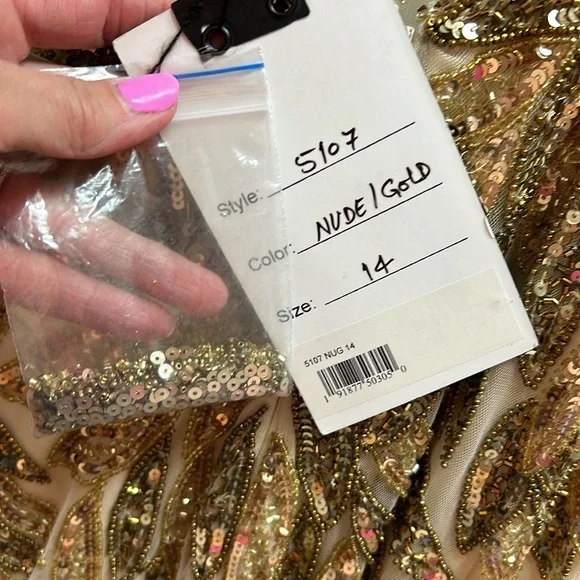 Style: 5107
Color: NUDE/GOLD
Size: 14
5107 NUG 14
1 91877 50305 0